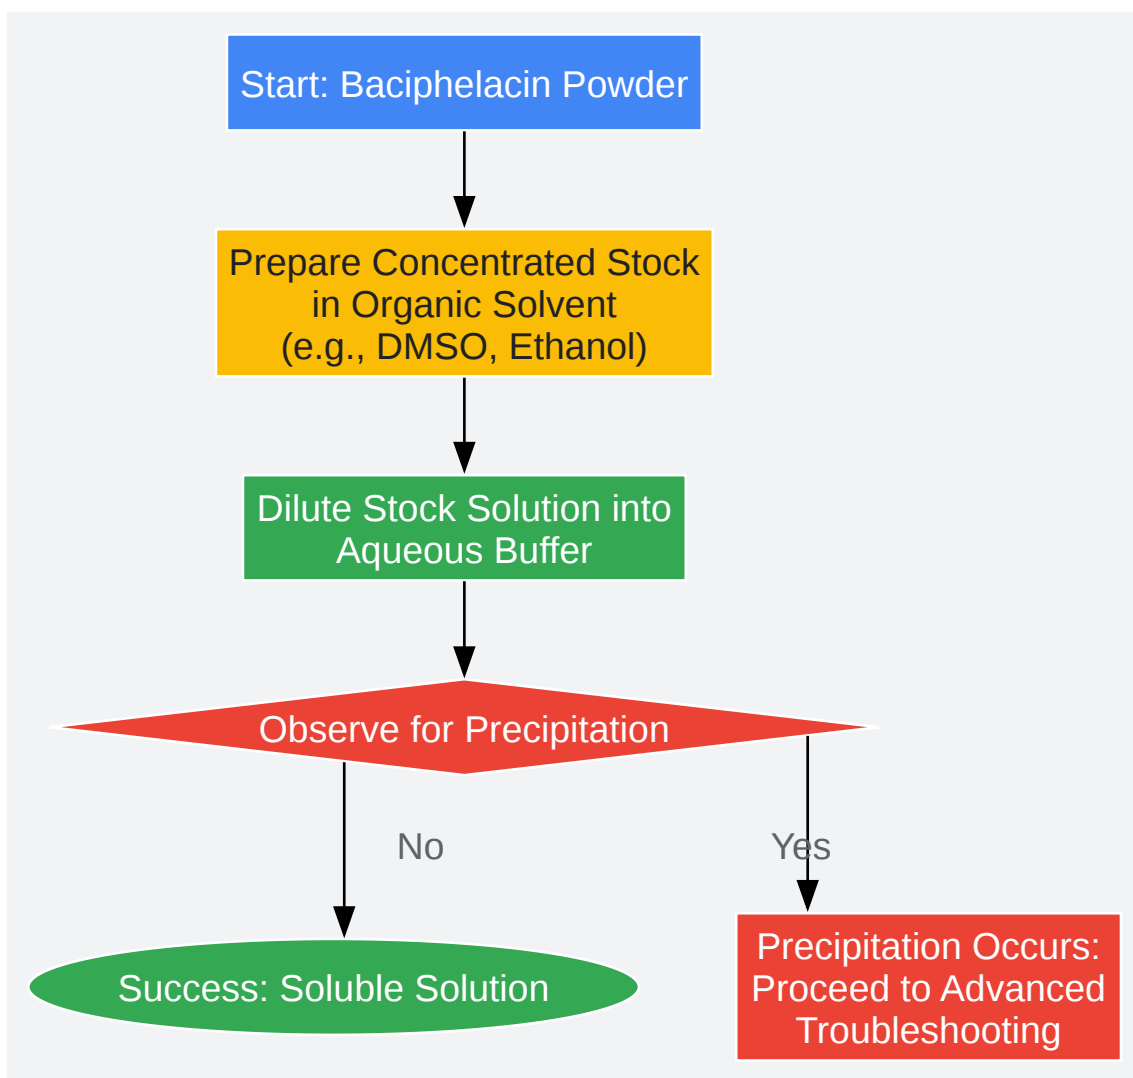 Start: Baciphelacin Powder
Prepare Concentrated Stock
in Organic Solvent
(e.g., DMSO, Ethanol)
Dilute Stock Solution into
Aqueous Buffer
Observe for Precipitation
No
Yes
Success: Soluble Solution
Precipitation Occurs:
Proceed to Advanced
Troubleshooting